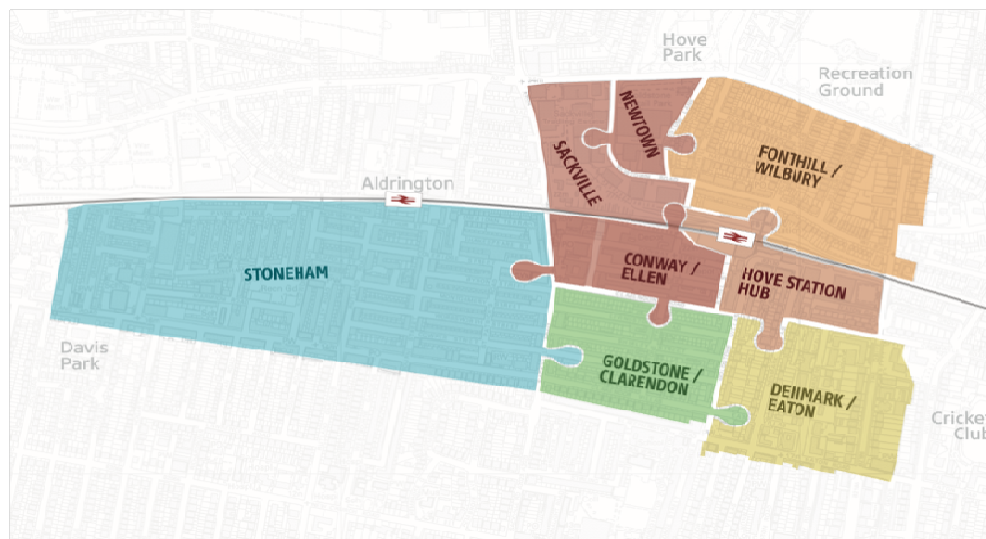 Hove
Park
Recreation
Ground
NEWTOWN
FONTHILL /
WILBURY
SACKVILLE
Aldrington
CONWAY /
ELLEN
STONEHAM
HOVE STATION
HUB
Davis
Park
GOLDSTONE /
CLARENDON
DENMARK /
EATON
Cricke
Club